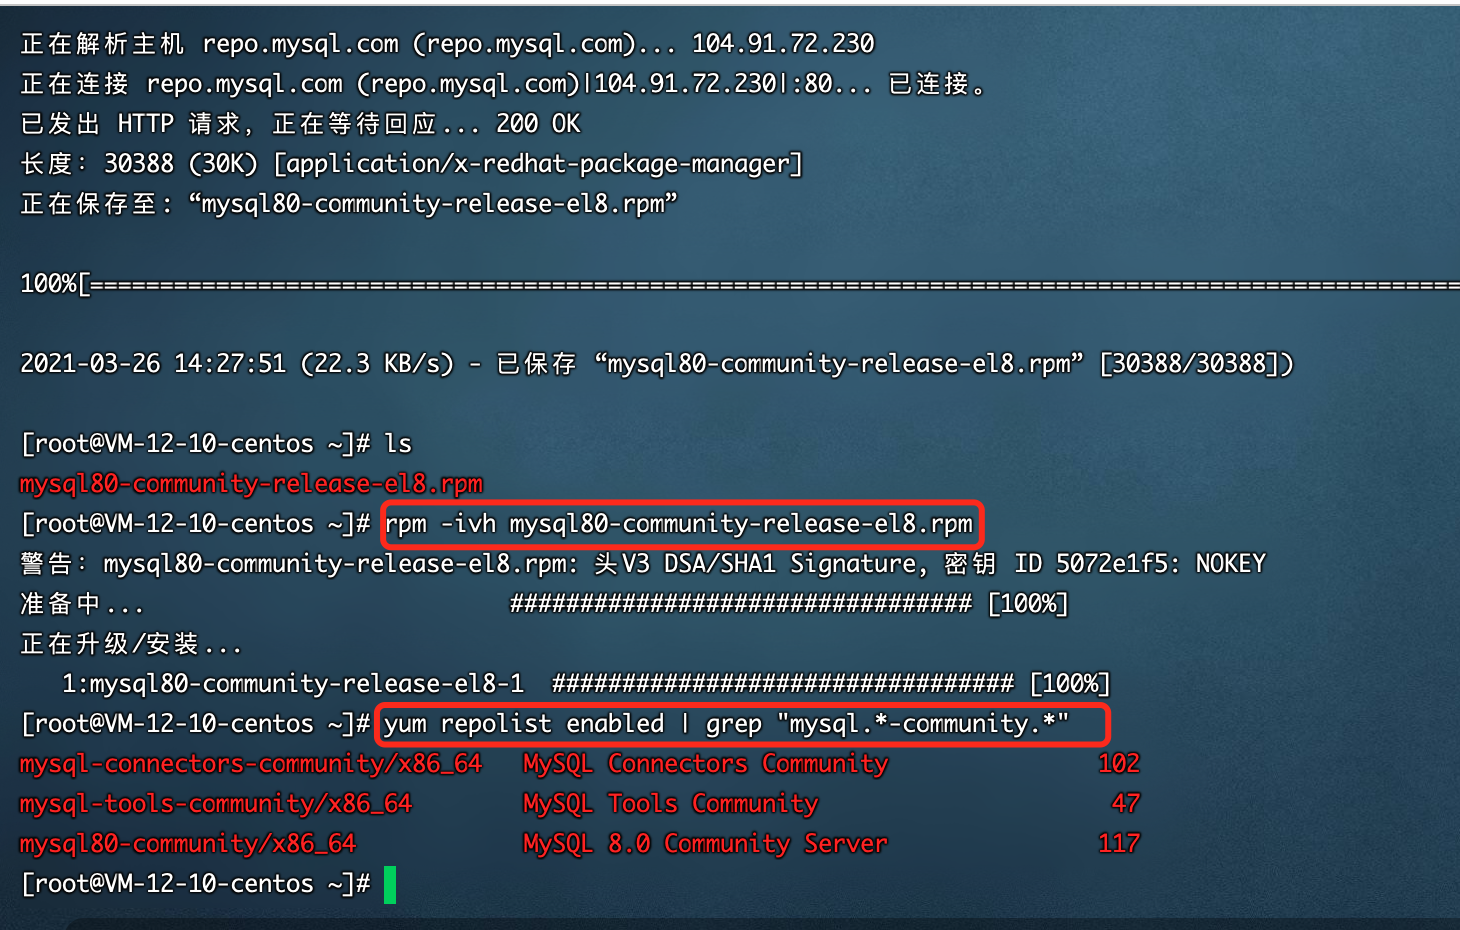 正在解析主机 repo.mysql.com (repo.mysql.com)... 104.91.72.230
正在连接 repo.mysql.com (repo.mysql.com)|104.91.72.230|:80... 已连接。
已发出 HTTP 请求，正在等待回应... 200 OK
长度：30388 (30K) [application/x-redhat-package-manager]
正在保存至: “mysql80-community-release-el8.rpm”
100%[==================================================================================================
2021-03-26 14:27:51 (22.3 KB/s) - 已保存 “mysql80-community-release-el8.rpm” [30388/30388])
[root@VM-12-10-centos ~]# ls
mysql80-community-release-el8.rpm
[root@VM-12-10-centos ~]# rpm -ivh mysql80-community-release-el8.rpm
警告：mysql80-community-release-el8.rpm: 头V3 DSA/SHA1 Signature, 密钥 ID 5072e1f5: NOKEY
准备中... ################################# [100%]
正在升级/安装...
1:mysql80-community-release-el8-1 ################################# [100%]
[root@VM-12-10-centos ~]# yum repolist enabled | grep "mysql.*-community.*"
mysql-connectors-community/x86_64 MySQL Connectors Community 102
mysql-tools-community/x86_64 MySQL Tools Community 47
mysql80-community/x86_64 MySQL 8.0 Community Server 117
[root@VM-12-10-centos ~]#